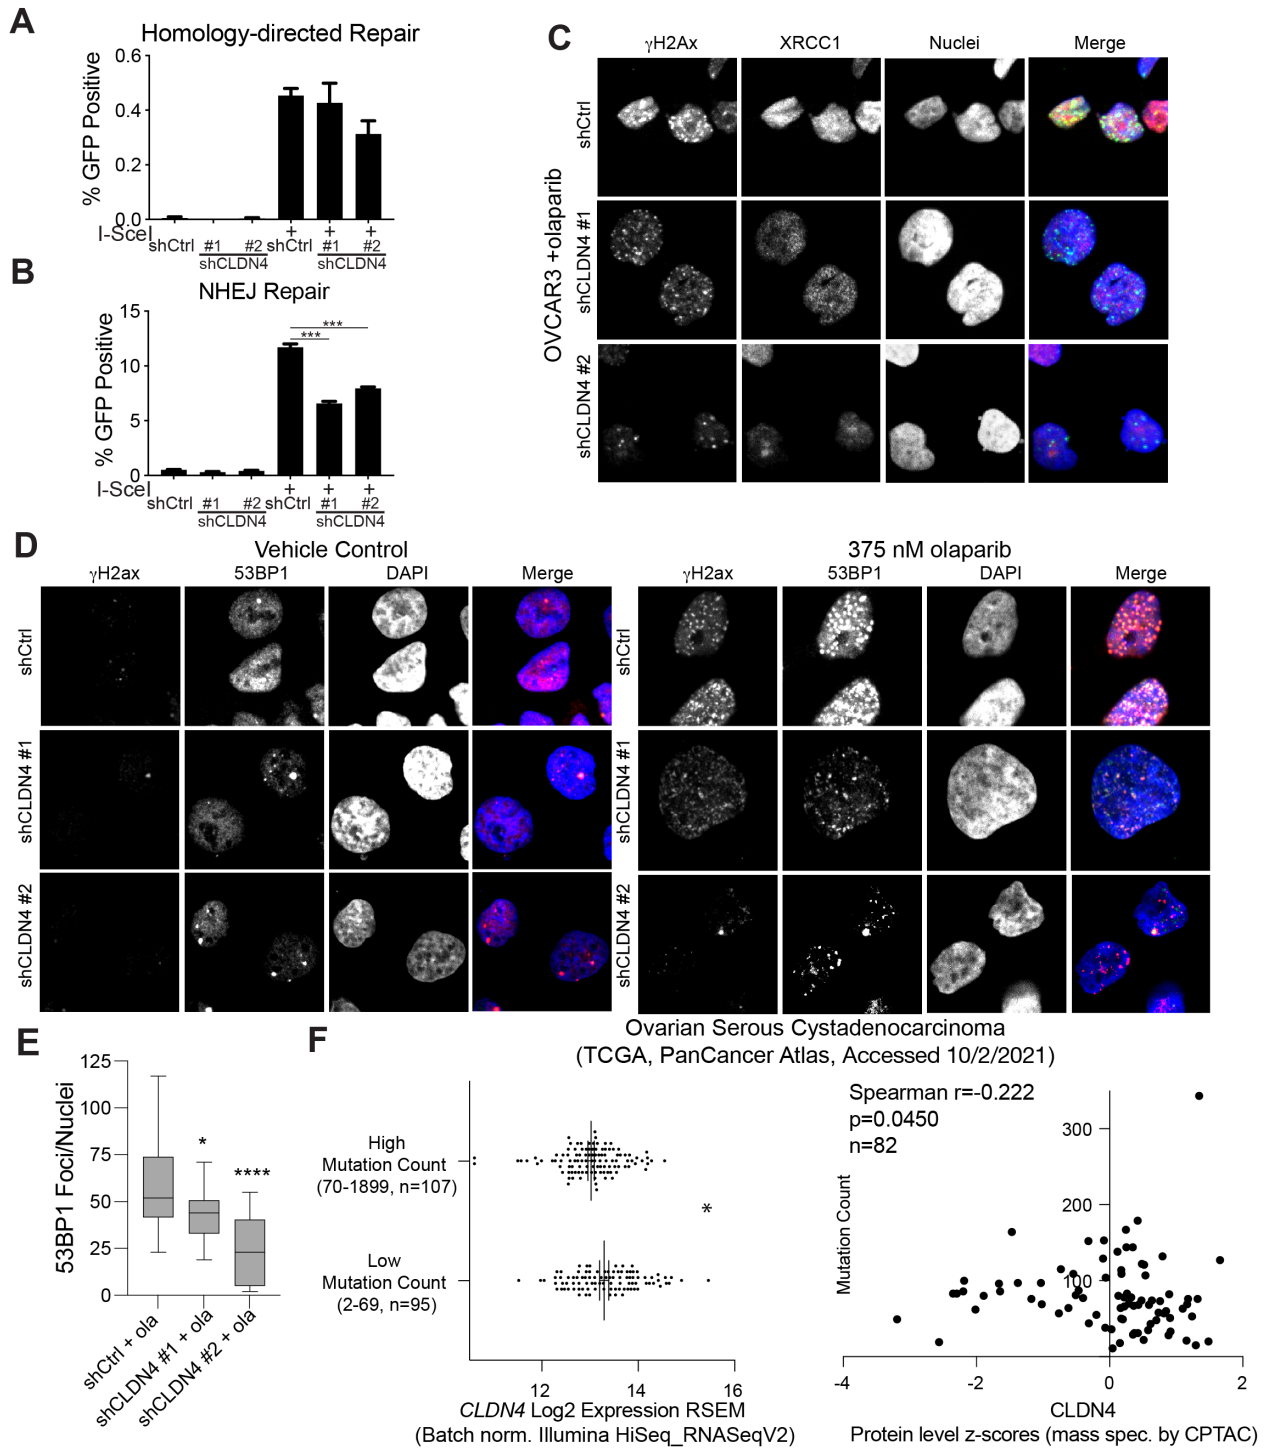 A
Homology-directed Repair
% GFP Positive
0.6
0.4
0.2
0.0
I-SceI
+ + +
shCtrl #1 #2 shCtrl #1 #2
shCLDN4 shCLDN4
B
NHEJ Repair
% GFP Positive
15
10
5
0
***
***
I-SceI
+ + +
shCtrl #1 #2 shCtrl #1 #2
shCLDN4 shCLDN4
C
γH2Ax XRCC1 Nuclei Merge
OVCAR3 +olaparib
shCtrl
shCLDN4 #1
shCLDN4 #2
D
Vehicle Control
γH2ax 53BP1 DAPI Merge
shCtrl
shCLDN4 #1
shCLDN4 #2
375 nM olaparib
γH2ax 53BP1 DAPI Merge
shCtrl
shCLDN4 #1
shCLDN4 #2
E
53BP1 Foci/Nuclei
125
100
75
50
25
0
*
****
shCtrl + ola
shCLDN4 #1 + ola
shCLDN4 #2 + ola
F
Ovarian Serous Cystadenocarcinoma
(TCGA, PanCancer Atlas, Accessed 10/2/2021)
High
Mutation Count
(70-1899, n=107)
Low
Mutation Count
(2-69, n=95)
*
12 14 16
CLDN4 Log2 Expression RSEM
(Batch norm. Illumina HiSeq_RNASeqV2)
Spearman r=-0.222
p=0.0450
n=82
Mutation Count
300
200
100
-4 -2 0 2
CLDN4
Protein level z-scores (mass spec. by CPTAC)